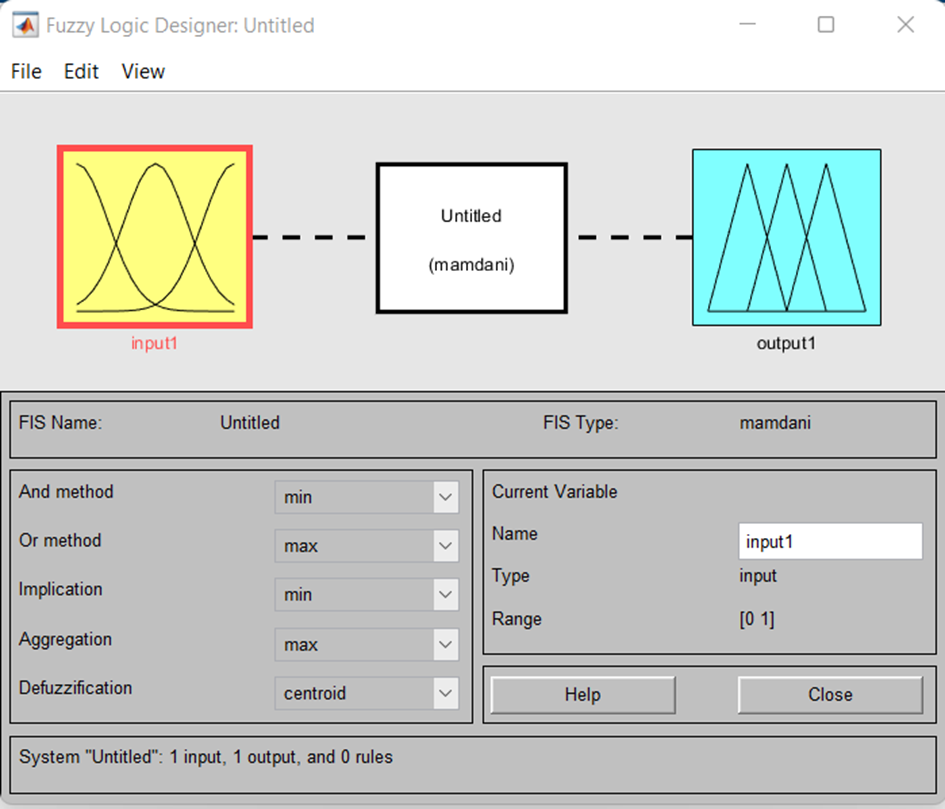 Fuzzy Logic Designer: Untitled
File Edit View
Untitled
(mamdani)
input1
output1
FIS Name: Untitled FIS Type: mamdani
And method min
Or method max
Implication min
Aggregation max
Defuzzification centroid
Current Variable
Name input1
Type input
Range [0 1]
Help Close
System "Untitled": 1 input, 1 output, and 0 rules